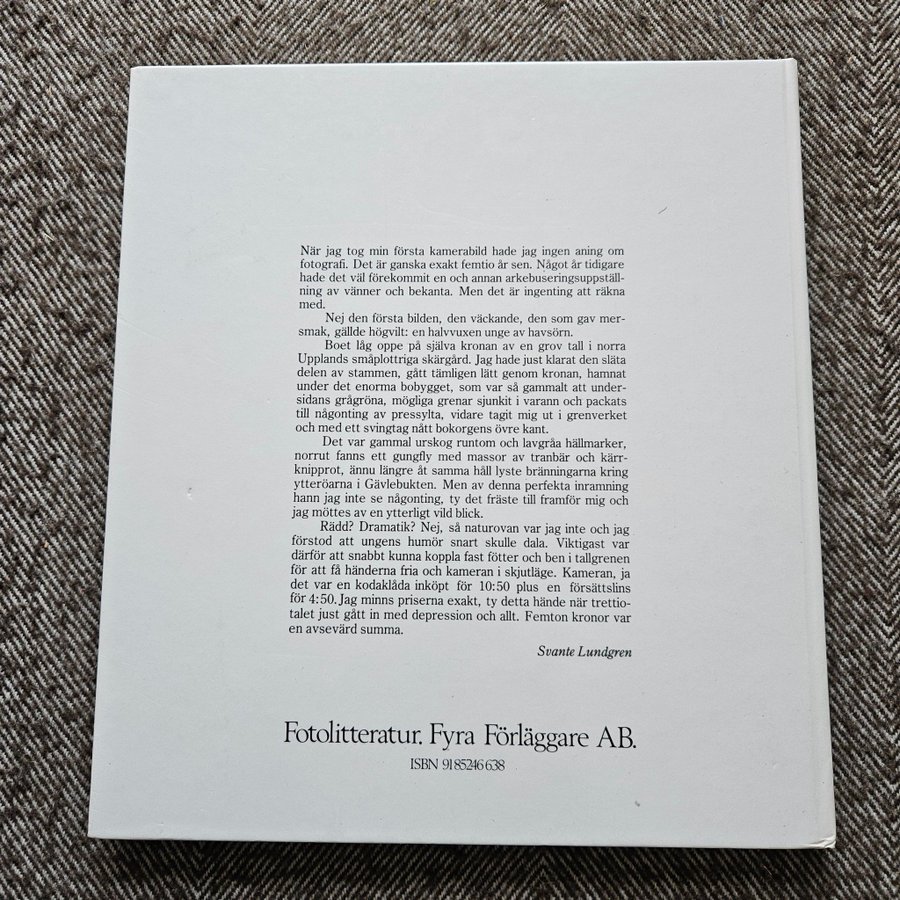 När jag tog min första kamerabild hade jag ingen aning om
fotografi. Det är ganska exakt femtio år sen. Något år tidigare
hade det väl förekommit en och annan arkebuseringsuppställ-
ning av vänner och bekanta. Men det är ingenting att räkna
med.
Nej den första bilden, den väckande, den som gav mer-
smak, gällde högvilt: en halvvuxen unge av havsörn.
Boet låg oppe på själva kronan av en grov tall i norra
Upplands småplottriga skärgård. Jag hade just klarat den släta
delen av stammen, gått tämligen lätt genom kronan, hamnat
under det enorma bobygget, som var så gammalt att under-
sidans grågröna, mögliga grenar sjunkit i varann och packats
till någonting av pressylta, vidare tagit mig ut i grenverket
och med ett svingtag nått bokorgens övre kant.
Det var gammal urskog runtom och lavgråa hällmarker,
norrut fanns ett gungfly med massor av tranbär och kärr-
knipprot, ännu längre åt samma håll lyste bränningarna kring
ytteröarna i Gävlebukten. Men av denna perfekta inramning
hann jag inte se någonting, ty det fräste till framför mig och
jag möttes av en ytterligt vild blick.
Rädd? Dramatik? Nej, så naturovan var jag inte och jag
förstod att ungens humör snart skulle dala. Viktigast var
därför att snabbt kunna koppla fast fötter och ben i tallgrenen
för att få händerna fria och kameran i skjutläge. Kameran, ja
det var en kodaklåda inköpt för 10:50 plus en försättslins
för 4:50. Jag minns priserna exakt, ty detta hände när trettio-
talet just gått in med depression och allt. Femton kronor var
en avsevärd summa.
Svante Lundgren
Fotolitteratur. Fyra Förläggare AB.
ISBN 9185246638